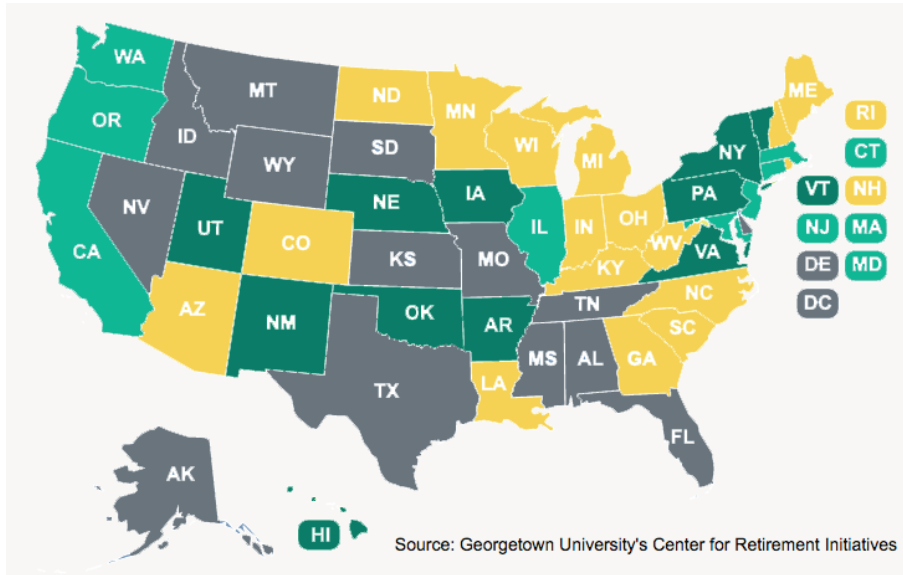 WA
MT
ND
MN
ME
OR
ID
SD
WI
MI
RI
WY
NY
CT
NV
NE
IA
PA
VT
NH
UT
CO
IL
IN
OH
NJ
MA
CA
KS
MO
WV
VA
DE
MD
KY
DC
AZ
NM
OK
AR
TN
NC
SC
TX
LA
MS
AL
GA
FL
AK
HI
Source: Georgetown University's Center for Retirement Initiatives